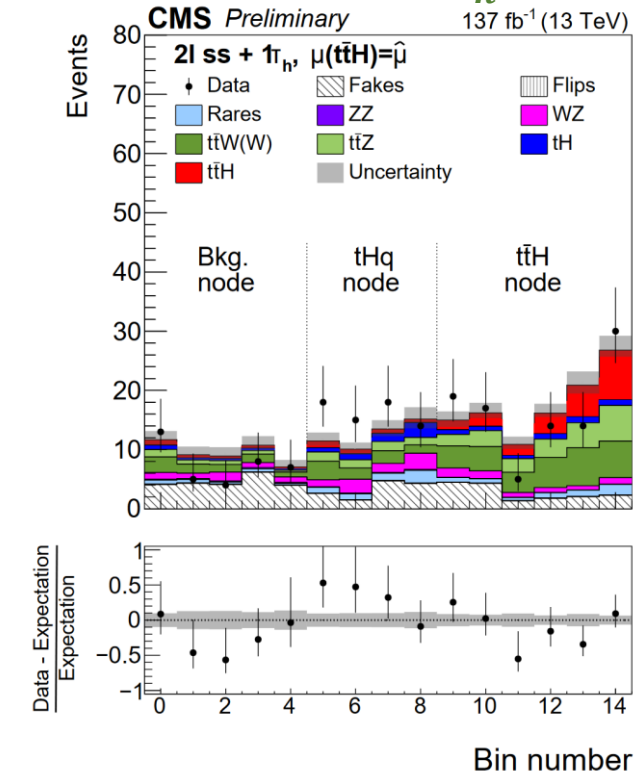 CMS Preliminary 137 fb⁻¹ (13 TeV)
2l ss + 1τₕ, μ(tt̄H)=μ̂
Data Fakes Flips
Rares ZZ WZ
tt̄W(W) tt̄Z tH
tt̄H Uncertainty
Bkg. node
tHq node
tt̄H node
Events
80
70
60
50
40
30
20
10
0
Data - Expectation
Expectation
1
0.5
0
−0.5
−1
0 2 4 6 8 10 12 14
Bin number